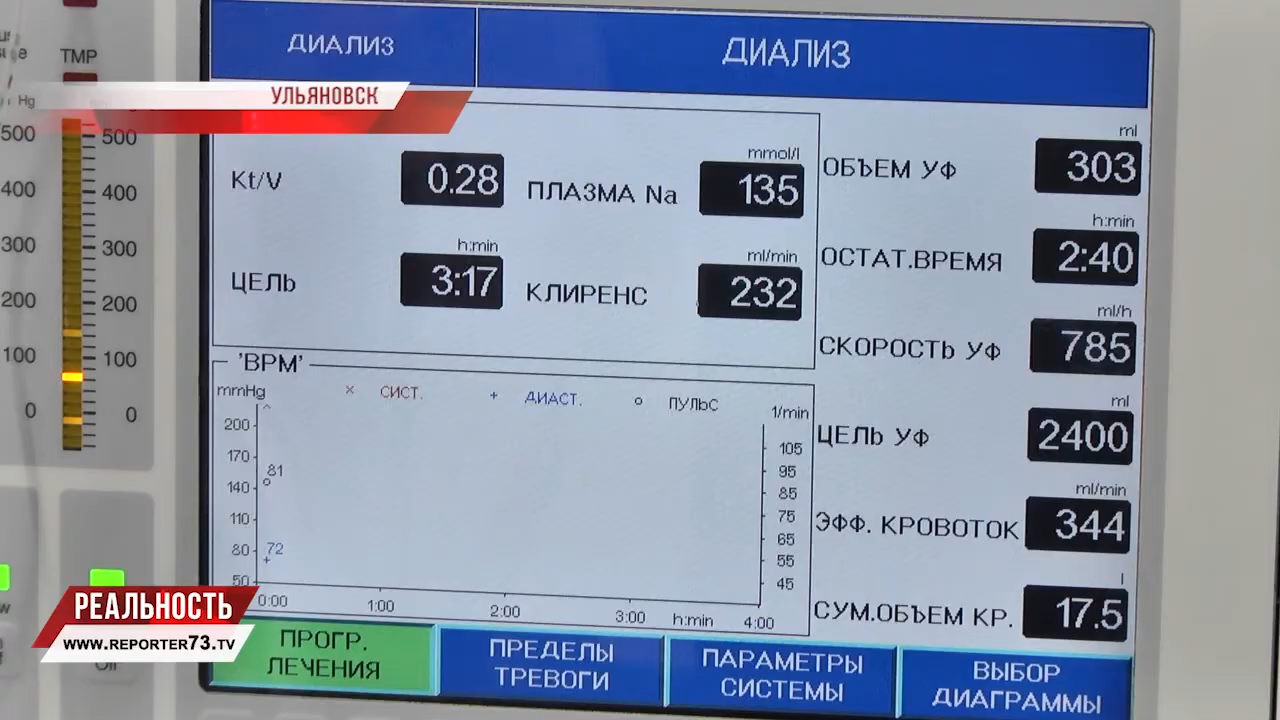 TMP
ДИАЛИЗ
ДИАЛИЗ
УЛЬЯНОВСК
Hg
500
400
300
200
100
0
500
400
300
200
100
0
Kt/V
0.28
ПЛАЗМА Na
mmol/l
135
ЦЕЛЬ
h:min
3:17
КЛИРЕНС
ml/min
232
ОБЪЕМ УФ
ml
303
ОСТАТ.ВРЕМЯ
h:min
2:40
СКОРОСТЬ УФ
ml/h
785
ЦЕЛЬ УФ
ml
2400
ЭФФ. КРОВОТОК
ml/min
344
СУМ.ОБЪЕМ КР.
l
17.5
'BPM'
mmHg
× СИСТ.
+ ДИАСТ.
o ПУЛЬС
1/min
200
170
140
110
80
50
81
72
105
95
85
75
65
55
45
0:00 1:00 2:00 3:00 h:min 4:00
ПРОГР.
ЛЕЧЕНИЯ
ПРЕДЕЛЫ
ТРЕВОГИ
ПАРАМЕТРЫ
СИСТЕМЫ
ВЫБОР
ДИАГРАММЫ
РЕАЛЬНОСТЬ
WWW.REPORTER73.TV